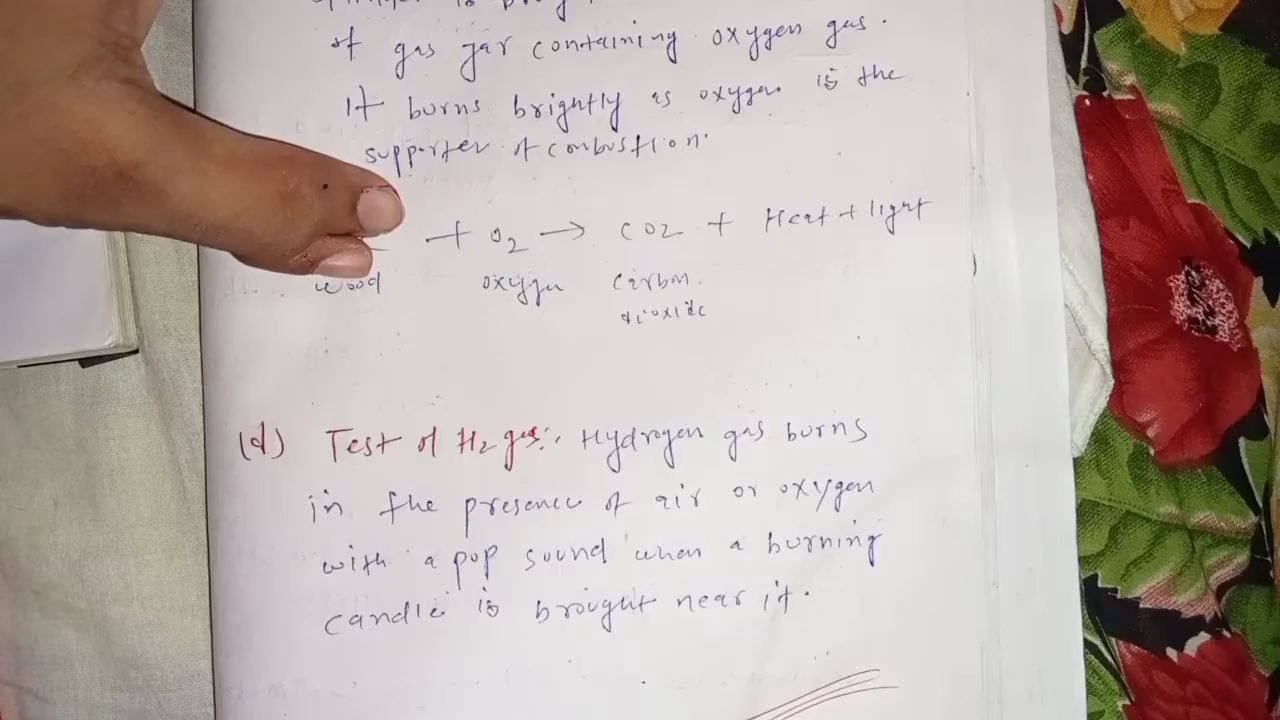 of gas jar containing oxygen gas.
It burns brightly as oxygen is the
supporter of combustion.
+ O2 → CO2 + Heat + light
wood oxygen carbon
dioxide
(d) Test of H2 gas: Hydrogen gas burns
in the presence of air or oxygen
with a pop sound when a burning
candle is brought near it.